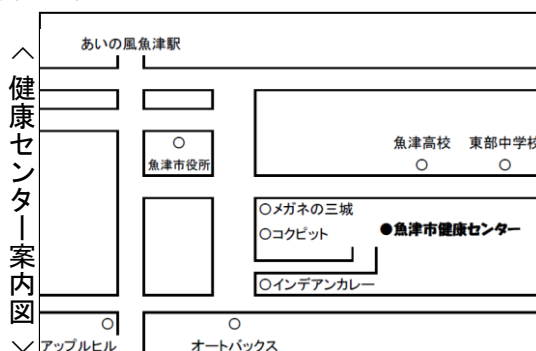 ＜健康センター案内図＞
あいの風魚津駅
魚津市役所
魚津高校
東部中学校
メガネの三城
コクピット
●魚津市健康センター
インデアンカレー
アップルヒル
オートバックス